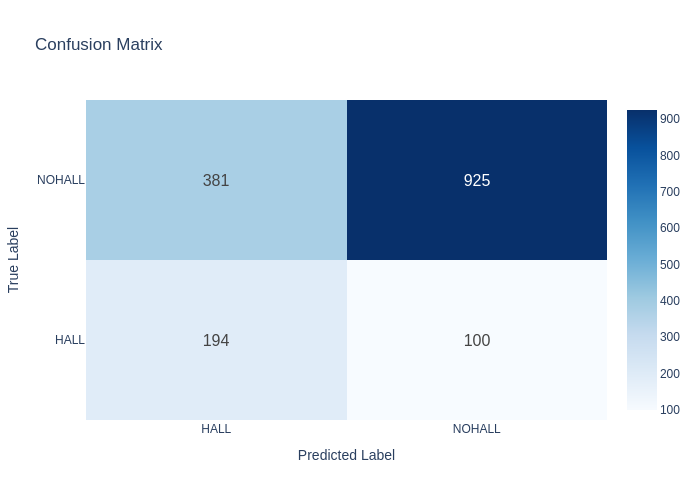 Confusion Matrix
True Label
NOHALL
HALL
381
925
194
100
HALL
NOHALL
Predicted Label
900
800
700
600
500
400
300
200
100